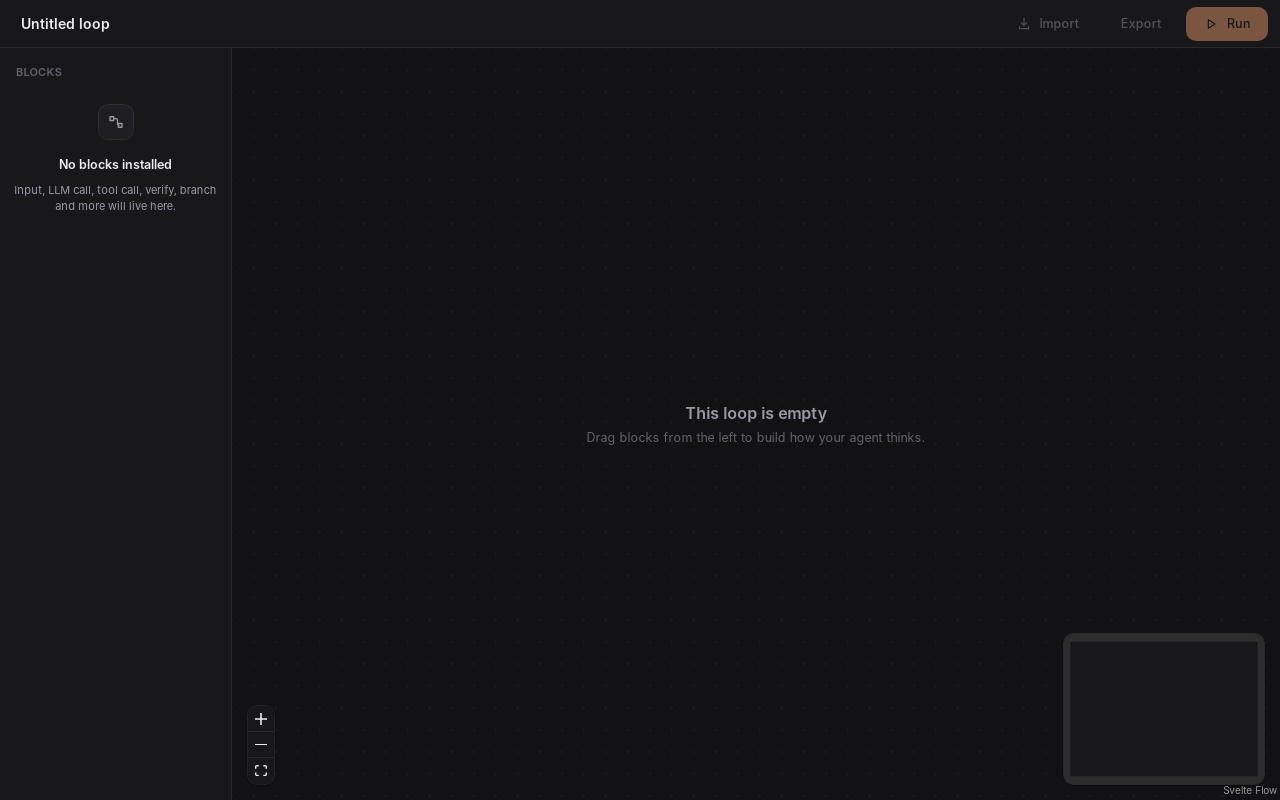 Untitled loop
Import
Export
Run
BLOCKS
No blocks installed
Input, LLM call, tool call, verify, branch
and more will live here.
This loop is empty
Drag blocks from the left to build how your agent thinks.
Svelte Flow